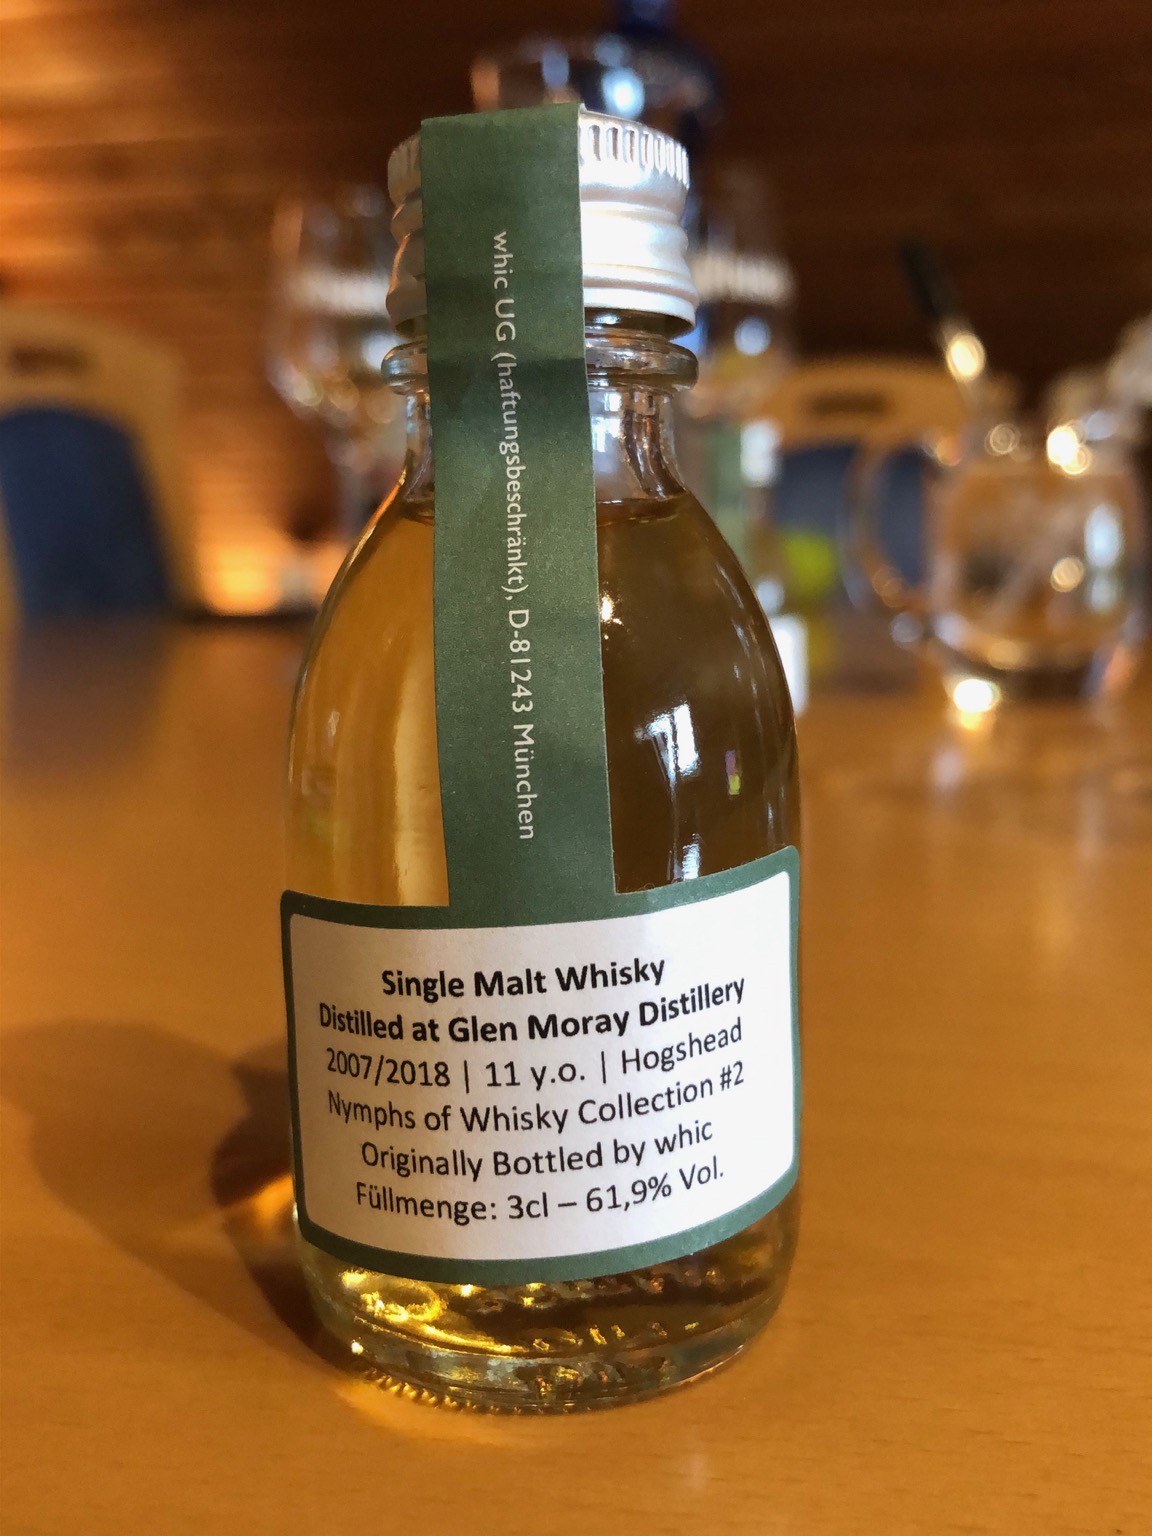 whic UG (haftungsbeschränkt), D-81243 München
Single Malt Whisky
Distilled at Glen Moray Distillery
2007/2018 | 11 y.o. | Hogshead
Nymphs of Whisky Collection #2
Originally Bottled by whic
Füllmenge: 3cl – 61,9% Vol.